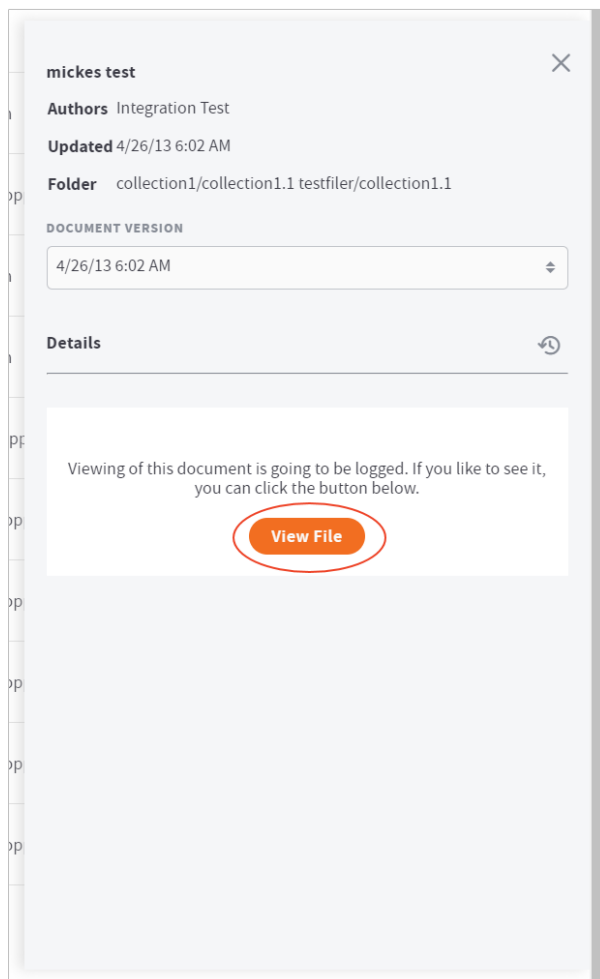 mickes test
Authors Integration Test
Updated 4/26/13 6:02 AM
Folder collection1/collection1.1 testfiler/collection1.1
DOCUMENT VERSION
4/26/13 6:02 AM
Details
Viewing of this document is going to be logged. If you like to see it,
you can click the button below.
View File